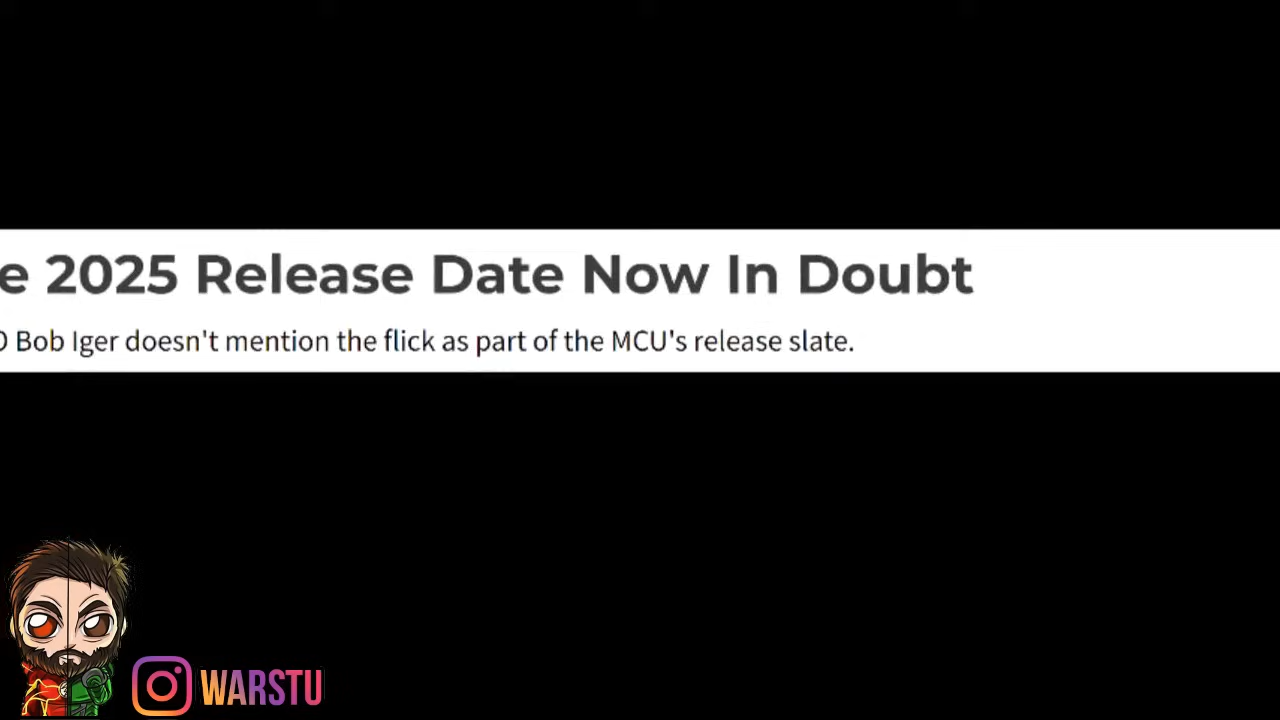 e 2025 Release Date Now In Doubt
O Bob Iger doesn't mention the flick as part of the MCU's release slate.
WARSTU